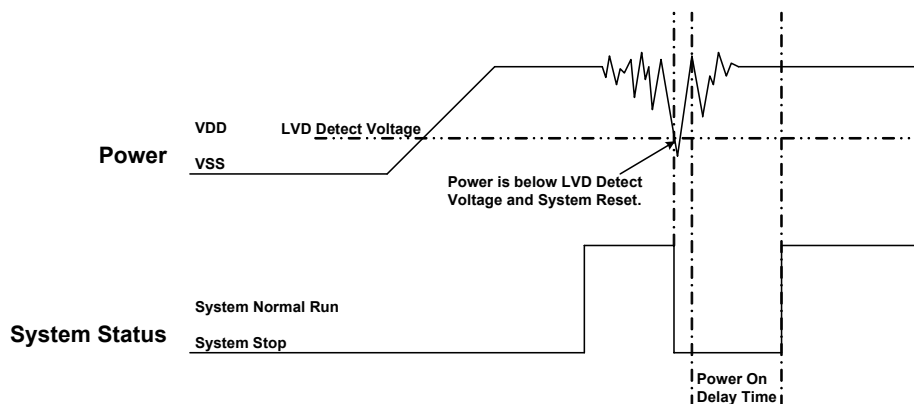 VDD
LVD Detect Voltage
Power
VSS
Power is below LVD Detect
Voltage and System Reset.
System Normal Run
System Status
System Stop
Power On
Delay Time